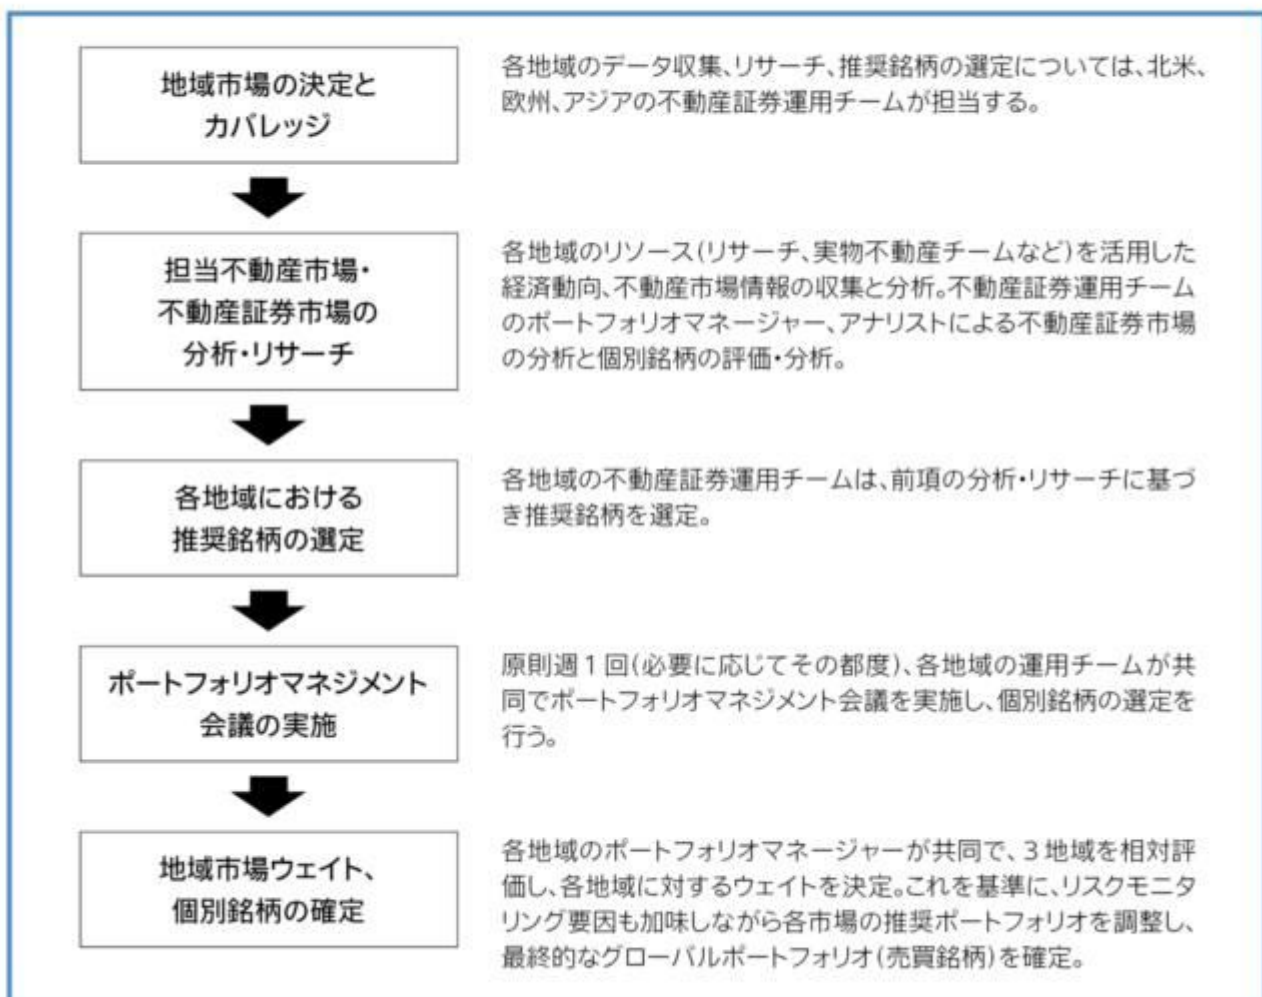 地域市場の決定と
カバレッジ
各地域のデータ収集、リサーチ、推奨銘柄の選定については、北米、
欧州、アジアの不動産証券運用チームが担当する。
担当不動産市場・
不動産証券市場の
分析・リサーチ
各地域のリソース(リサーチ、実物不動産チームなど)を活用した
経済動向、不動産市場情報の収集と分析。不動産証券運用チーム
のポートフォリオマネージャー、アナリストによる不動産証券市場
の分析と個別銘柄の評価・分析。
各地域における
推奨銘柄の選定
各地域の不動産証券運用チームは、前項の分析・リサーチに基づ
き推奨銘柄を選定。
ポートフォリオマネジメント
会議の実施
原則週1回(必要に応じてその都度)、各地域の運用チームが共
同でポートフォリオマネジメント会議を実施し、個別銘柄の選定を
行う。
地域市場ウェイト、
個別銘柄の確定
各地域のポートフォリオマネージャーが共同で、3地域を相対評
価し、各地域に対するウェイトを決定。これを基準に、リスクモニタ
リング要因も加味しながら各市場の推奨ポートフォリオを調整し、
最終的なグローバルポートフォリオ(売買銘柄)を確定。